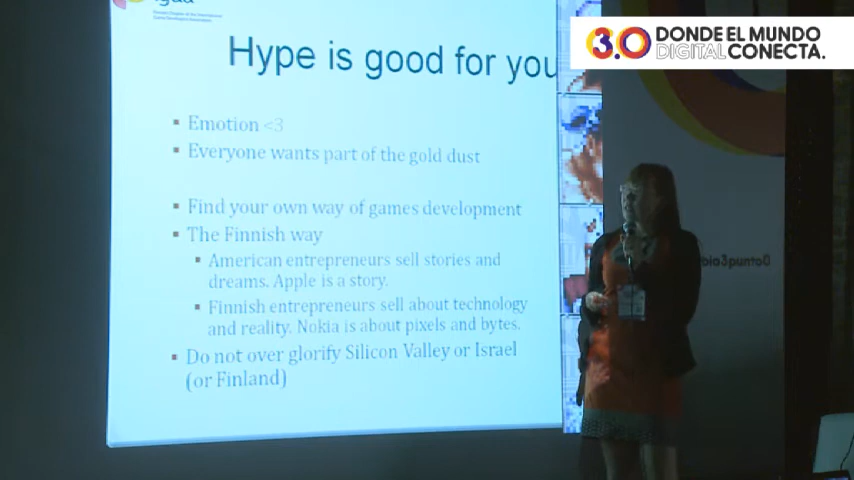 igda
3.0 DONDE EL MUNDO
DIGITAL CONECTA.
Hype is good for you
Emotion <3
Everyone wants part of the gold dust
Find your own way of games development
The Finnish way
American entrepreneurs sell stories and
dreams. Apple is a story.
Finnish entrepreneurs sell about technology
and reality. Nokia is about pixels and bytes.
Do not over glorify Silicon Valley or Israel
(or Finland)
bio3punto0